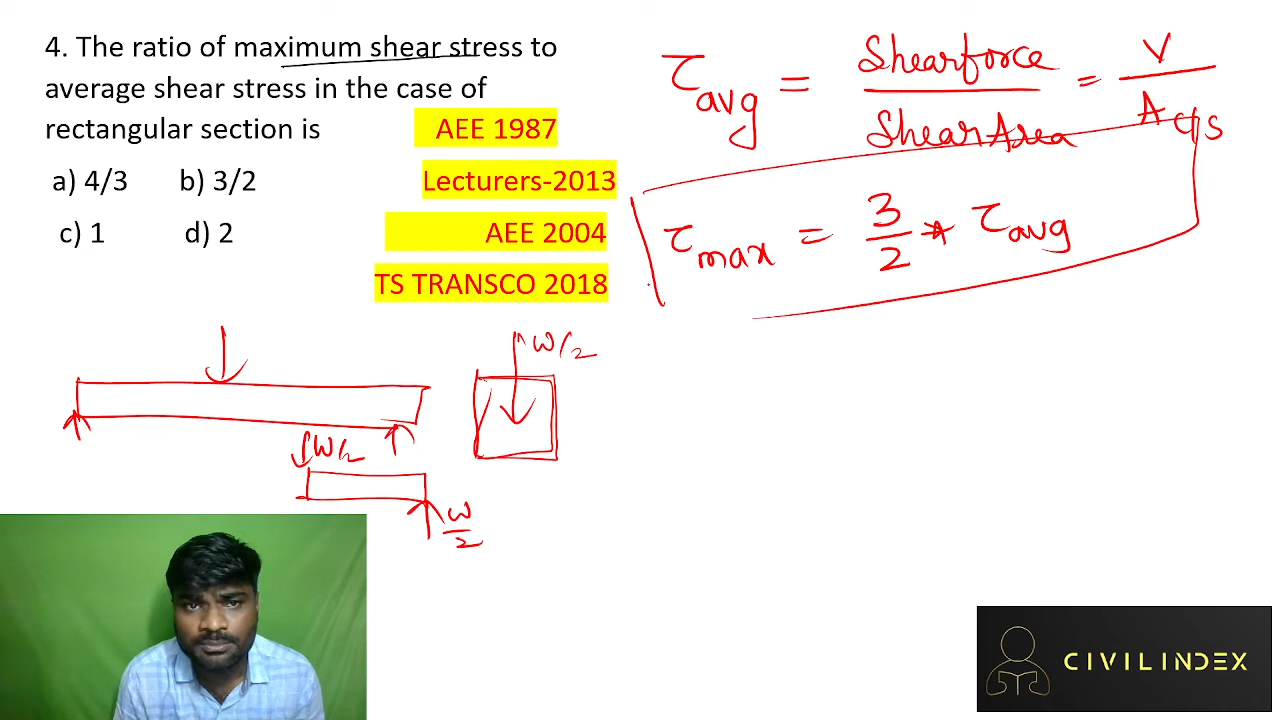 4. The ratio of maximum shear stress to
average shear stress in the case of
rectangular section is
AEE 1987
a) 4/3 b) 3/2
Lecturers-2013
c) 1 d) 2
AEE 2004
TS TRANSCO 2018
τavg = Shearforce / ShearArea = V / A C/S
τmax = 3/2 * τavg
W/2
W/2
W/2
CIVILINDEX